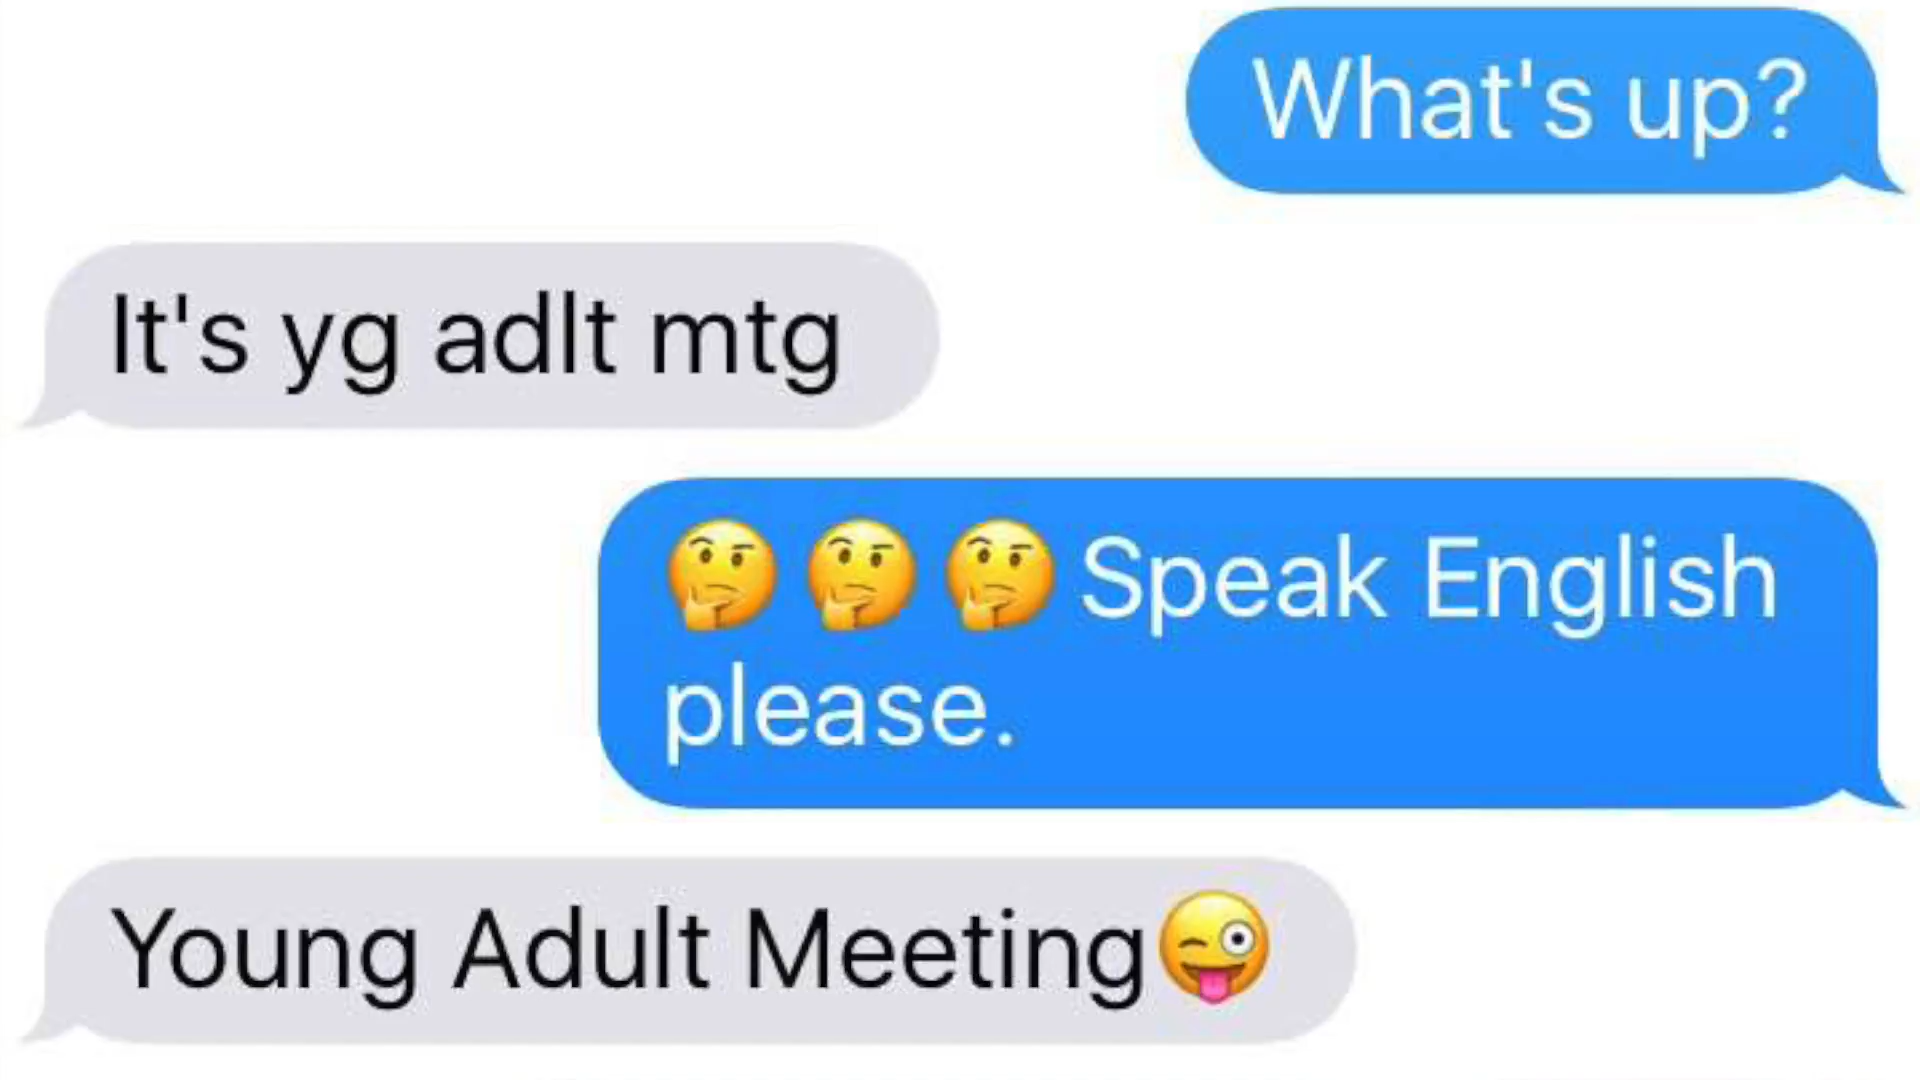 What's up?
It's yg adlt mtg
🤔🤔🤔 Speak English
please.
Young Adult Meeting😜